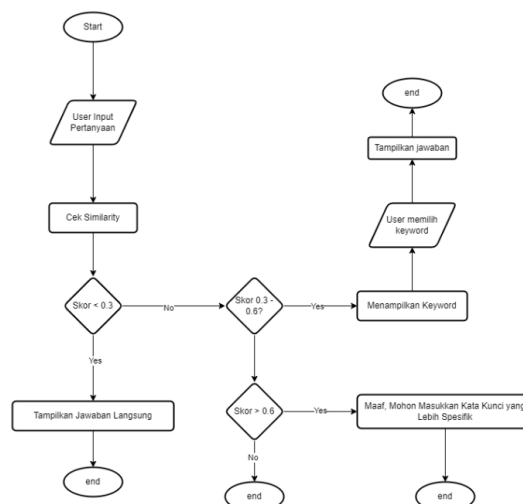 Start
User Input
Pertanyaan
Cek Similarity
Skor < 0.3
No
Skor 0.3 -
0.6?
Yes
Menampilkan Keyword
User memilih
keyword
Tampilkan jawaban
end
Yes
Tampilkan Jawaban Langsung
end
Skor > 0.6
Yes
Maaf, Mohon Masukkan Kata Kunci yang
Lebih Spesifik
end
No
end